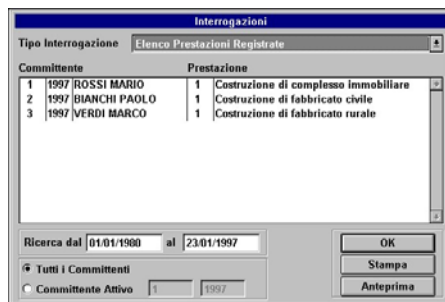 Interrogazioni
Tipo Interrogazione Elenco Prestazioni Registrate
Committente Prestazione
1 1997 ROSSI MARIO 1 Costruzione di complesso immobiliare
2 1997 BIANCHI PAOLO 1 Costruzione di fabbricato civile
3 1997 VERDI MARCO 1 Costruzione di fabbricato rurale
Ricerca dal 01/01/1980 al 23/01/1997 OK
Tutti i Committenti Stampa
Committente Attivo 1 1997 Anteprima